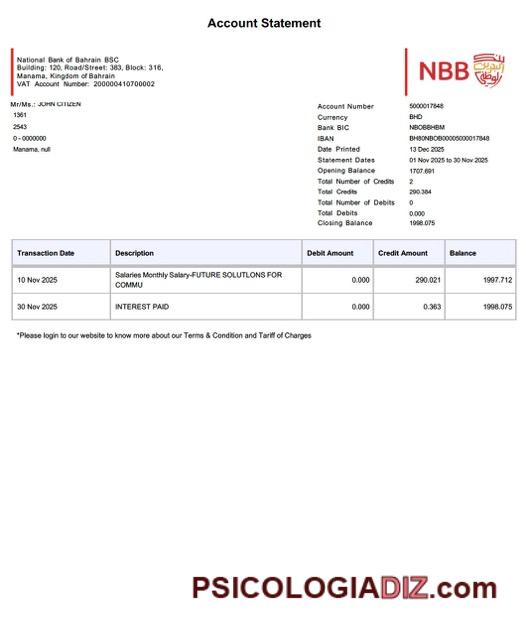 Account Statement
National Bank of Bahrain BSC
Building: 120, Road/Street: 383, Block: 316,
Manama, Kingdom of Bahrain
VAT Account Number: 200000410700002
NBB
Mr/Ms.: JOHN CITIZEN
1361
2543
0 - 0000000
Manama, null
Account Number 5000017848
Currency BHD
Bank BIC NBOBBHBM
IBAN BH80NBOB00005000017848
Date Printed 13 Dec 2025
Statement Dates 01 Nov 2025 to 30 Nov 2025
Opening Balance 1707.691
Total Number of Credits 2
Total Credits 290.384
Total Number of Debits 0
Total Debits 0.000
Closing Balance 1998.075
Transaction Date Description Debit Amount Credit Amount Balance
10 Nov 2025 Salaries Monthly Salary-FUTURE SOLUTLONS FOR COMMU 0.000 290.021 1997.712
30 Nov 2025 INTEREST PAID 0.000 0.363 1998.075
*Please login to our website to know more about our Terms & Condition and Tariff of Charges
PSICOLOGIADIZ.com